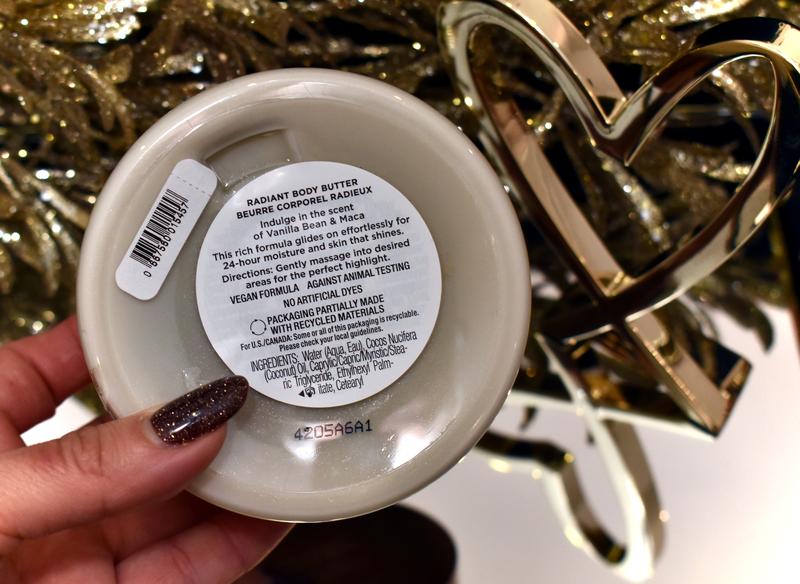 RADIANT BODY BUTTER
BEURRE CORPOREL RADIEUX
Indulge in the scent
of Vanilla Bean & Maca
This rich formula glides on effortlessly for
24-hour moisture and skin that shines.
Directions: Gently massage into desired
areas for the perfect highlight.
VEGAN FORMULA AGAINST ANIMAL TESTING
NO ARTIFICIAL DYES
PACKAGING PARTIALLY MADE
WITH RECYCLED MATERIALS
For U.S./CANADA: Some or all of this packaging is recyclable.
Please check your local guidelines.
INGREDIENTS: Water (Aqua, Eau), Cocos Nucifera
(Coconut) Oil, Caprylic/Capric/Myristic/Stea-
ric Triglyceride, Ethylhexyl Palm-
itate, Cetearyl
4205A6A1